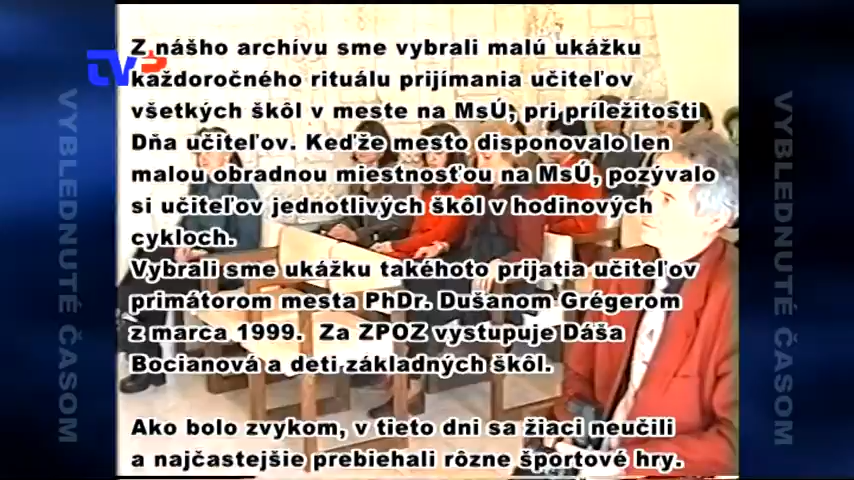 Z nášho archívu sme vybrali malú ukážku
TVP
každoročného rituálu prijímania učiteľov
všetkých škôl v meste na MsÚ, pri príležitosti
Dňa učiteľov. Keďže mesto disponovalo len
malou obradnou miestnosťou na MsÚ, pozývalo
si učiteľov jednotlivých škôl v hodinových
cykloch.
Vybrali sme ukážku takéhoto prijatia učiteľov
primátorom mesta PhDr. Dušanom Grégerom
z marca 1999. Za ZPOZ vystupuje Dáša
Bocianová a deti základných škôl.
Ako bolo zvykom, v tieto dni sa žiaci neučili
a najčastejšie prebiehali rôzne športové hry.
VYBLEDNUTÉ ČASOM
VYBLEDNUTÉ ČASOM